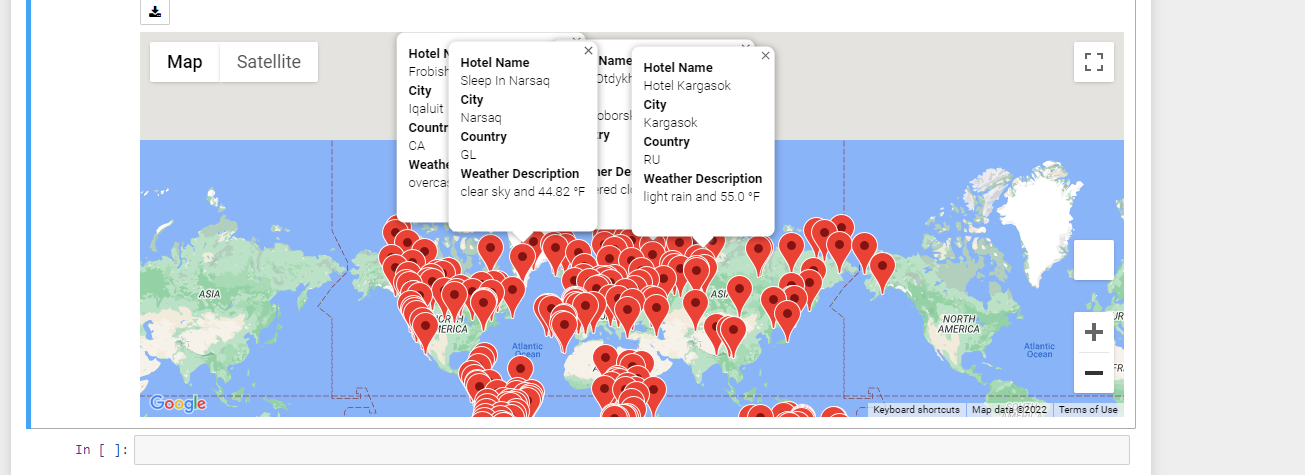 Map
Satellite
Hotel N
Frobish
City
Iqaluit
Countr
CA
Weathe
overcas
Hotel Name
Sleep In Narsaq
City
Narsaq
Country
GL
Weather Description
clear sky and 44.82 °F
Name
Otdykh
oborsk
ry
her De
ered clo
Hotel Name
Hotel Kargasok
City
Kargasok
Country
RU
Weather Description
light rain and 55.0 °F
ASIA
NORTH
AMERICA
Atlantic
Ocean
ASIA
NORTH
AMERICA
Atlantic
Ocean
Google
Keyboard shortcuts
Map data ©2022
Terms of Use
In [ ]: